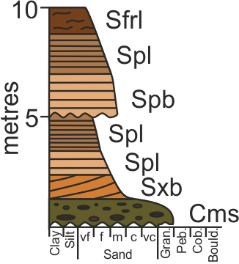 10
Sfrl
Spl
Spb
5
metres
Spl
Spl
Sxb
Cms
Clay
Silt
vf
f
m
c
vc
Gran.
Peb.
Cob.
Bould.
Sand